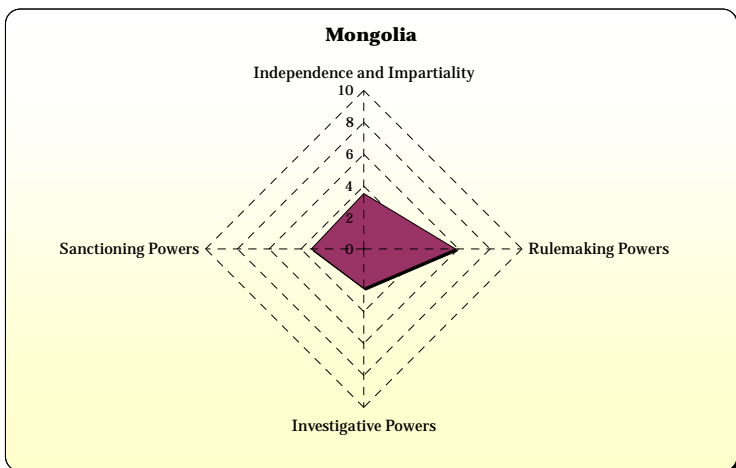 Mongolia
Independence and Impartiality
10
8
6
4
2
0
Sanctioning Powers
Rulemaking Powers
Investigative Powers